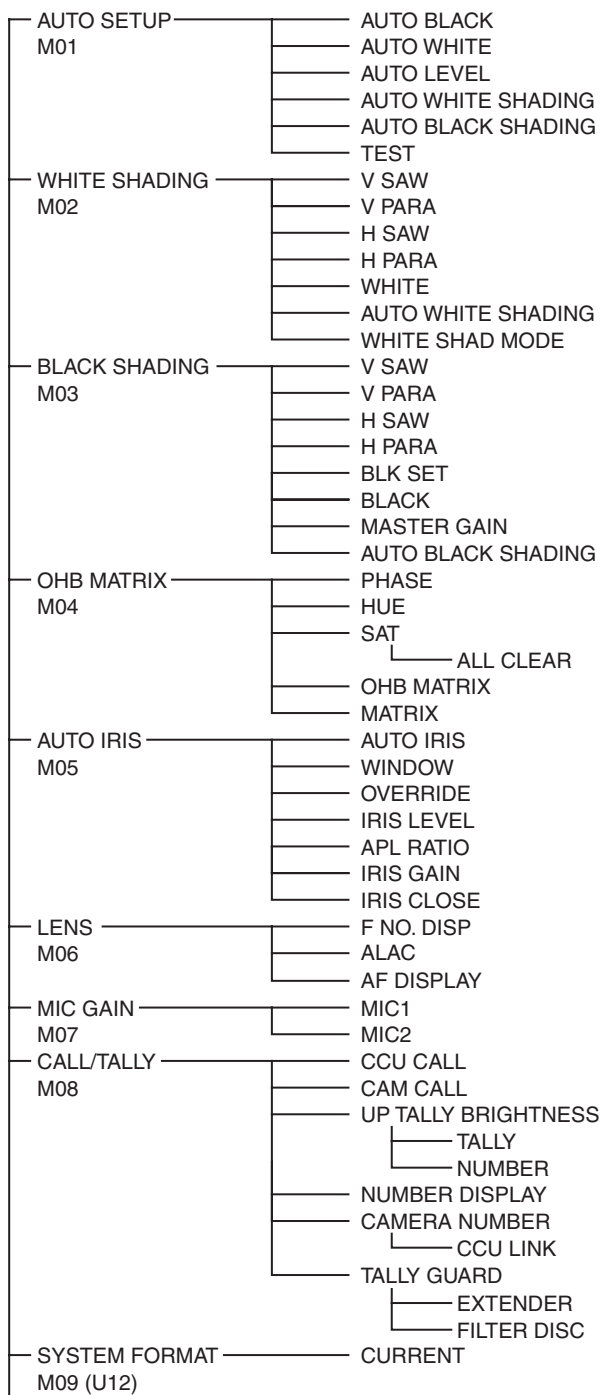 AUTO SETUP AUTO BLACK
M01 AUTO WHITE
AUTO LEVEL
AUTO WHITE SHADING
AUTO BLACK SHADING
TEST
WHITE SHADING V SAW
M02 V PARA
H SAW
H PARA
WHITE
AUTO WHITE SHADING
WHITE SHAD MODE
BLACK SHADING V SAW
M03 V PARA
H SAW
H PARA
BLK SET
BLACK
MASTER GAIN
AUTO BLACK SHADING
OHB MATRIX PHASE
M04 HUE
SAT
ALL CLEAR
OHB MATRIX
MATRIX
AUTO IRIS AUTO IRIS
M05 WINDOW
OVERRIDE
IRIS LEVEL
APL RATIO
IRIS GAIN
IRIS CLOSE
LENS F NO. DISP
M06 ALAC
AF DISPLAY
MIC GAIN MIC1
M07 MIC2
CALL/TALLY CCU CALL
M08 CAM CALL
UP TALLY BRIGHTNESS
TALLY
NUMBER
NUMBER DISPLAY
CAMERA NUMBER
CCU LINK
TALLY GUARD
EXTENDER
FILTER DISC
SYSTEM FORMAT CURRENT
M09 (U12)